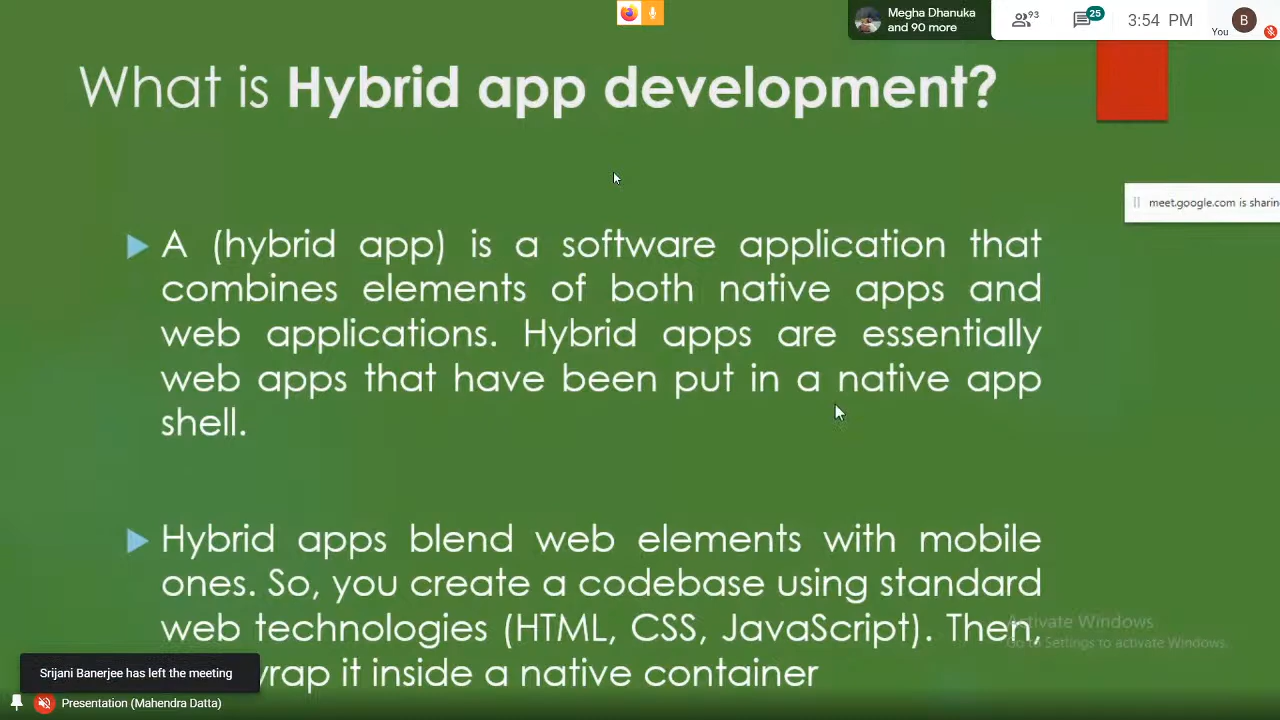 Megha Dhanuka
and 90 more
93
25
3:54 PM
You
B
What is Hybrid app development?
meet.google.com is sharin
A (hybrid app) is a software application that
combines elements of both native apps and
web applications. Hybrid apps are essentially
web apps that have been put in a native app
shell.
Hybrid apps blend web elements with mobile
ones. So, you create a codebase using standard
web technologies (HTML, CSS, JavaScript). Then,
it inside a native container
Activate Windows
Go to Settings to activate Windows.
Srijani Banerjee has left the meeting
Presentation (Mahendra Datta)